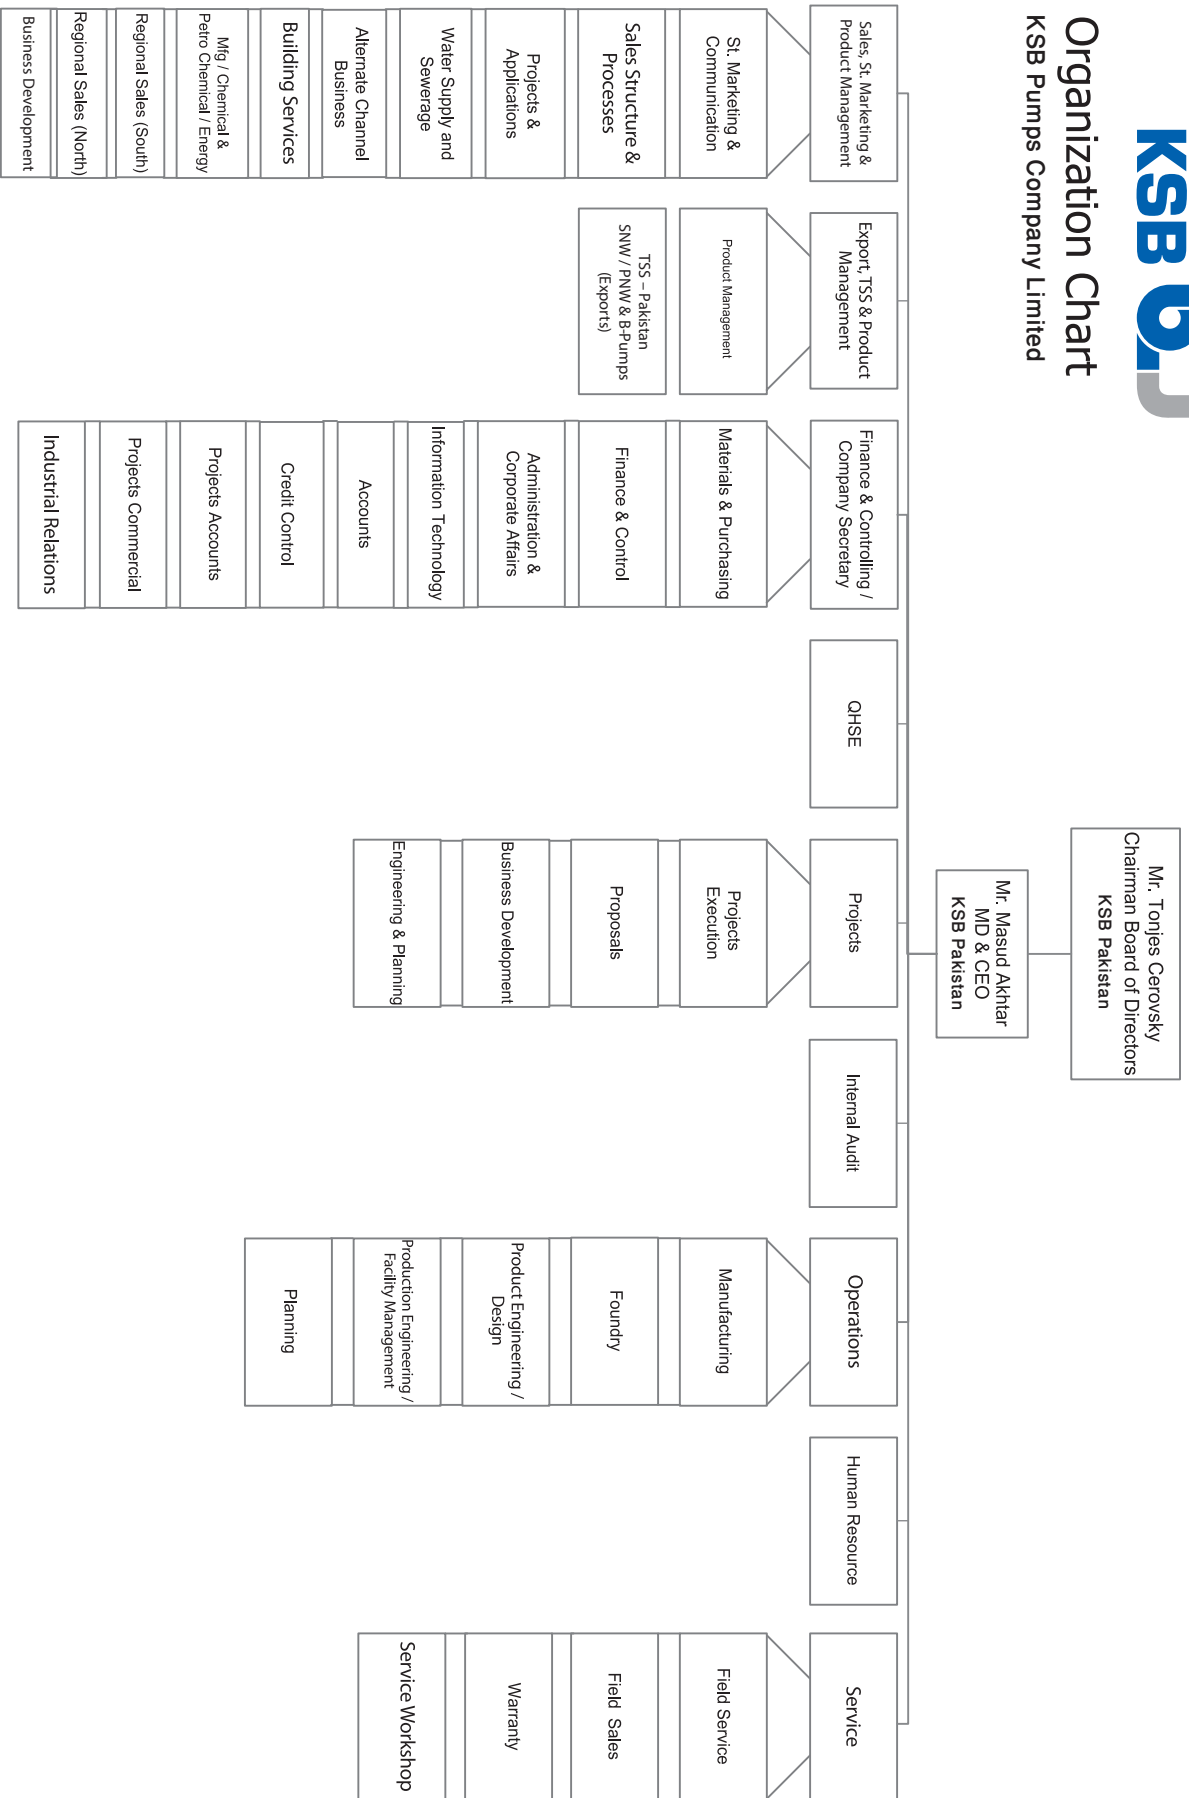 KSB
Organization Chart
KSB Pumps Company Limited
Mr. Tonjes Cerovsky
Chairman Board of Directors
KSB Pakistan
Mr. Masud Akhtar
MD & CEO
KSB Pakistan
Sales, St. Marketing &
Product Management
St. Marketing &
Communication
Sales Structure &
Processes
Projects &
Applications
Water Supply and
Sewerage
Alternate Channel
Business
Building Services
Mfg / Chemical &
Petro Chemical / Energy
Regional Sales (South)
Regional Sales (North)
Business Development
Export, TSS & Product
Management
Product Management
TSS – Pakistan
SNW / PNW & B-Pumps
(Exports)
Finance & Controlling /
Company Secretary
Materials & Purchasing
Finance & Control
Administration &
Corporate Affairs
Information Technology
Accounts
Credit Control
Projects Accounts
Projects Commercial
Industrial Relations
QHSE
Projects
Projects
Execution
Proposals
Business Development
Engineering & Planning
Internal Audit
Operations
Manufacturing
Foundry
Product Engineering /
Design
Production Engineering /
Facility Management
Planning
Human Resource
Service
Field Service
Field Sales
Warranty
Service Workshop